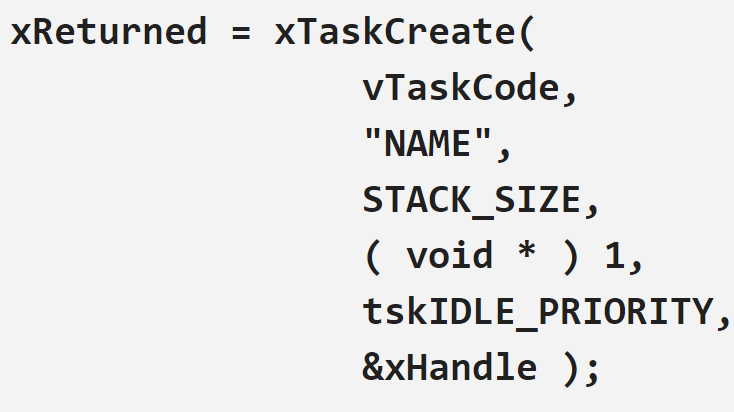 xReturned = xTaskCreate(
vTaskCode,
"NAME",
STACK_SIZE,
( void * ) 1,
tskIDLE_PRIORITY,
&xHandle );